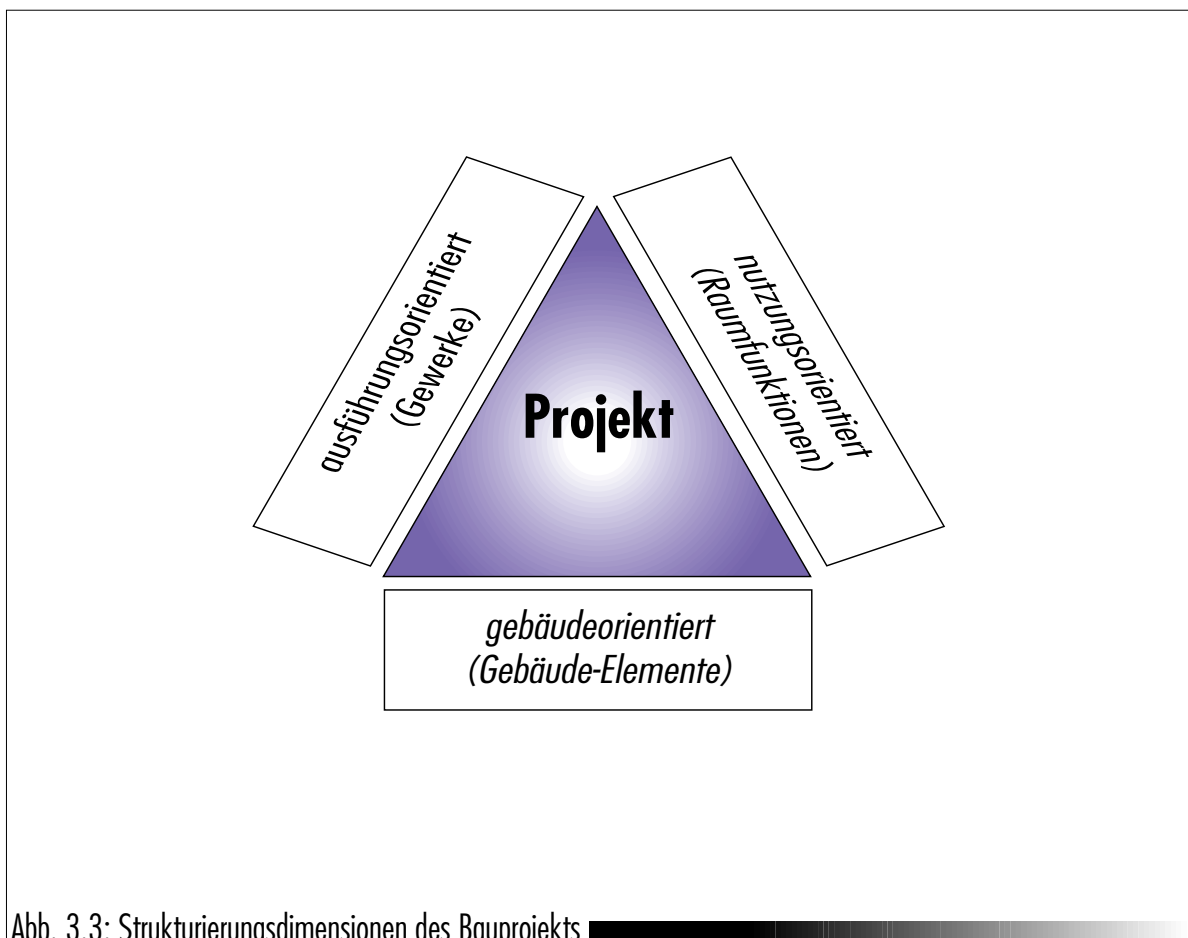 ausführungsorientiert
(Gewerke)
nutzungsorientiert
(Raumfunktionen)
Projekt
gebäudeorientiert
(Gebäude-Elemente)
Abb. 3.3: Strukturierungsdimensionen des Bauprojekts